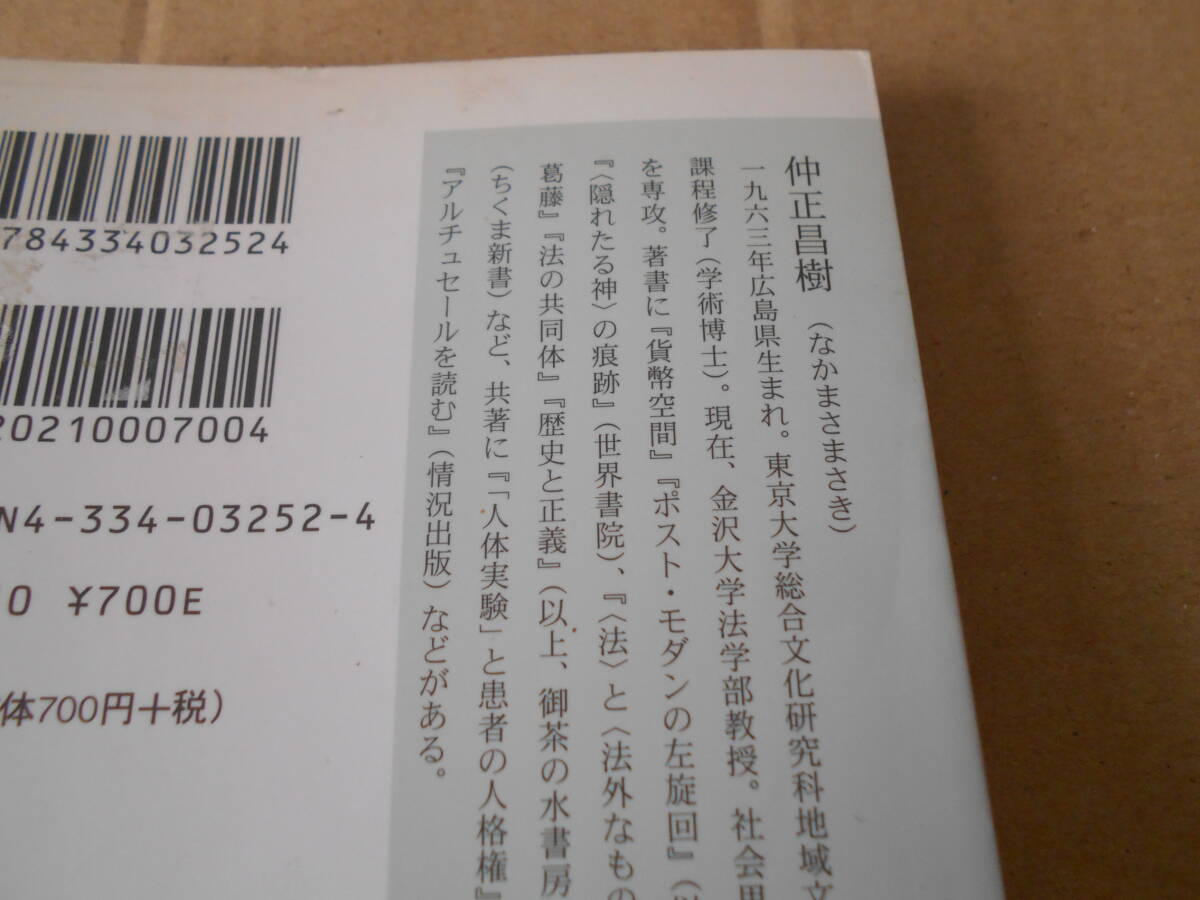 仲正昌樹（なかまさまさき）
一九六三年広島県生まれ。東京大学総合文化研究科地域文
課程修了（学術博士）。現在、金沢大学法学部教授。社会思
を専攻。著書に『貨幣空間』『ポスト・モダンの左旋回』（
『〈隠れたる神〉の痕跡』（世界書院）、『〈法〉と〈法外なもの
葛藤』『法の共同体』『歴史と正義』（以上、御茶の水書房
（ちくま新書）など、共著に『「人体実験」と患者の人格権』
『アルチュセールを読む』（情況出版）などがある。
784334032524
20210007004
N4-334-03252-4
0 ¥700E
体700円＋税）